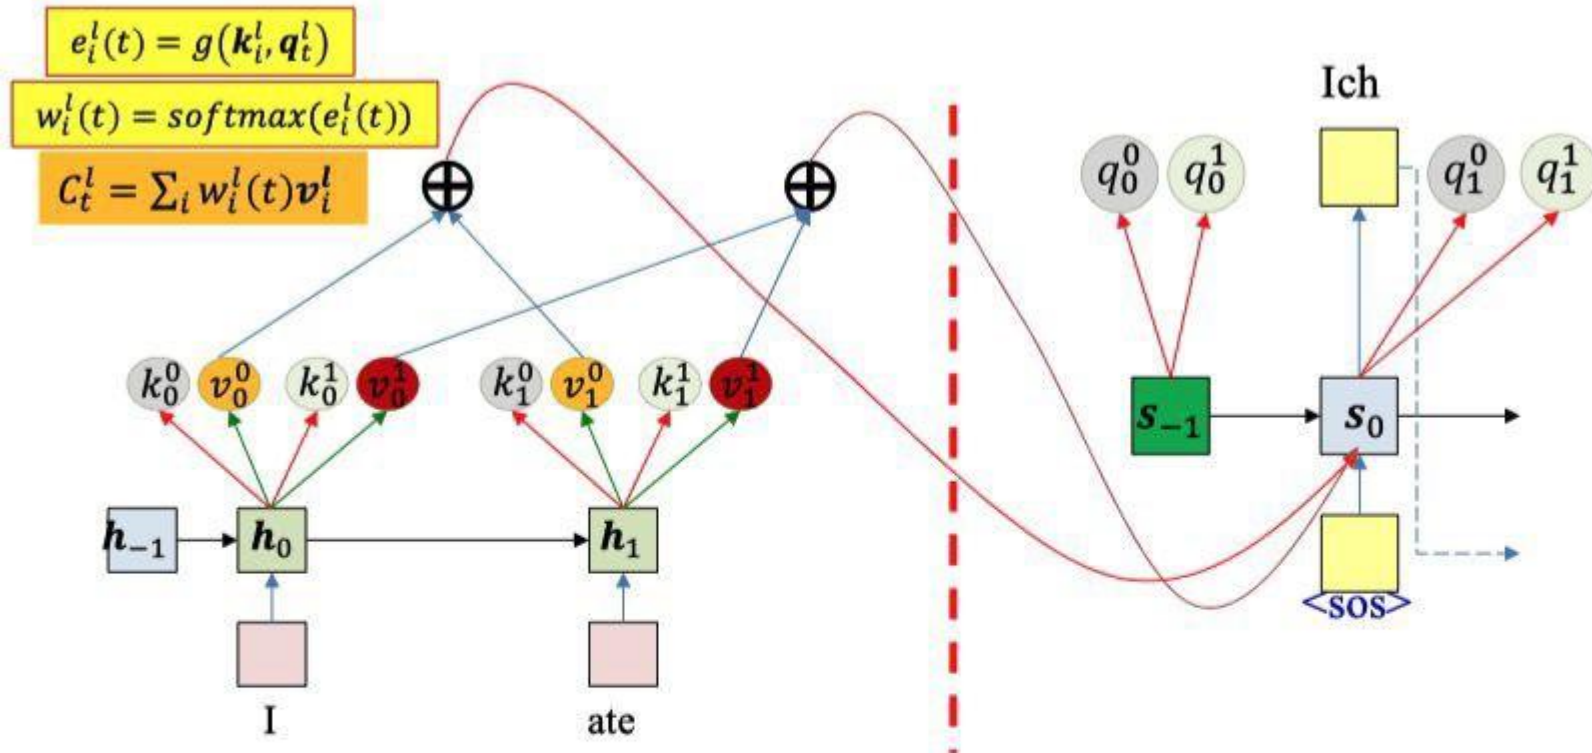 e_i^l(t) = g(k_i^l, q_t^l)
w_i^l(t) = softmax(e_i^l(t))
C_t^l = ∑_i w_i^l(t)v_i^l
Ich
q_0^0 q_0^1 q_1^0 q_1^1
k_0^0 v_0^0 k_0^1 v_0^1 k_1^0 v_1^0 k_1^1 v_1^1
s_{-1} s_0
h_{-1} h_0 h_1
<sos>
I ate